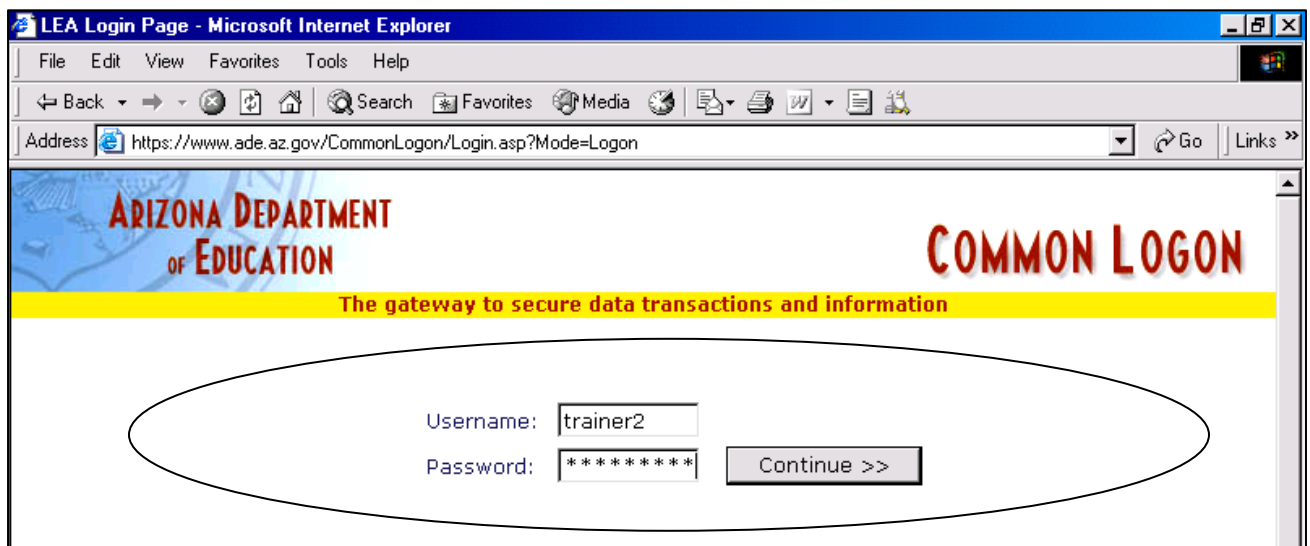 LEA Login Page - Microsoft Internet Explorer
File Edit View Favorites Tools Help
Back Search Favorites Media
Address https://www.ade.az.gov/CommonLogon/Login.asp?Mode=Logon Go Links »
ARIZONA DEPARTMENT
OF EDUCATION
COMMON LOGON
The gateway to secure data transactions and information
Username: trainer2
Password: ********* Continue >>